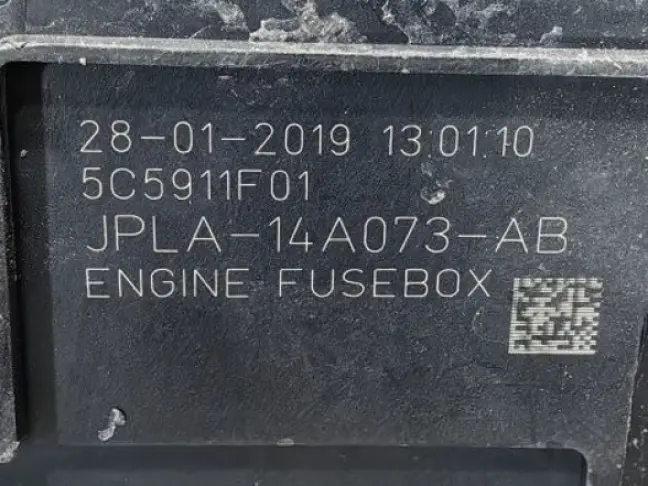 28-01-2019 13:01:10
5C5911F01
JPLA-14A073-AB
ENGINE FUSEBOX